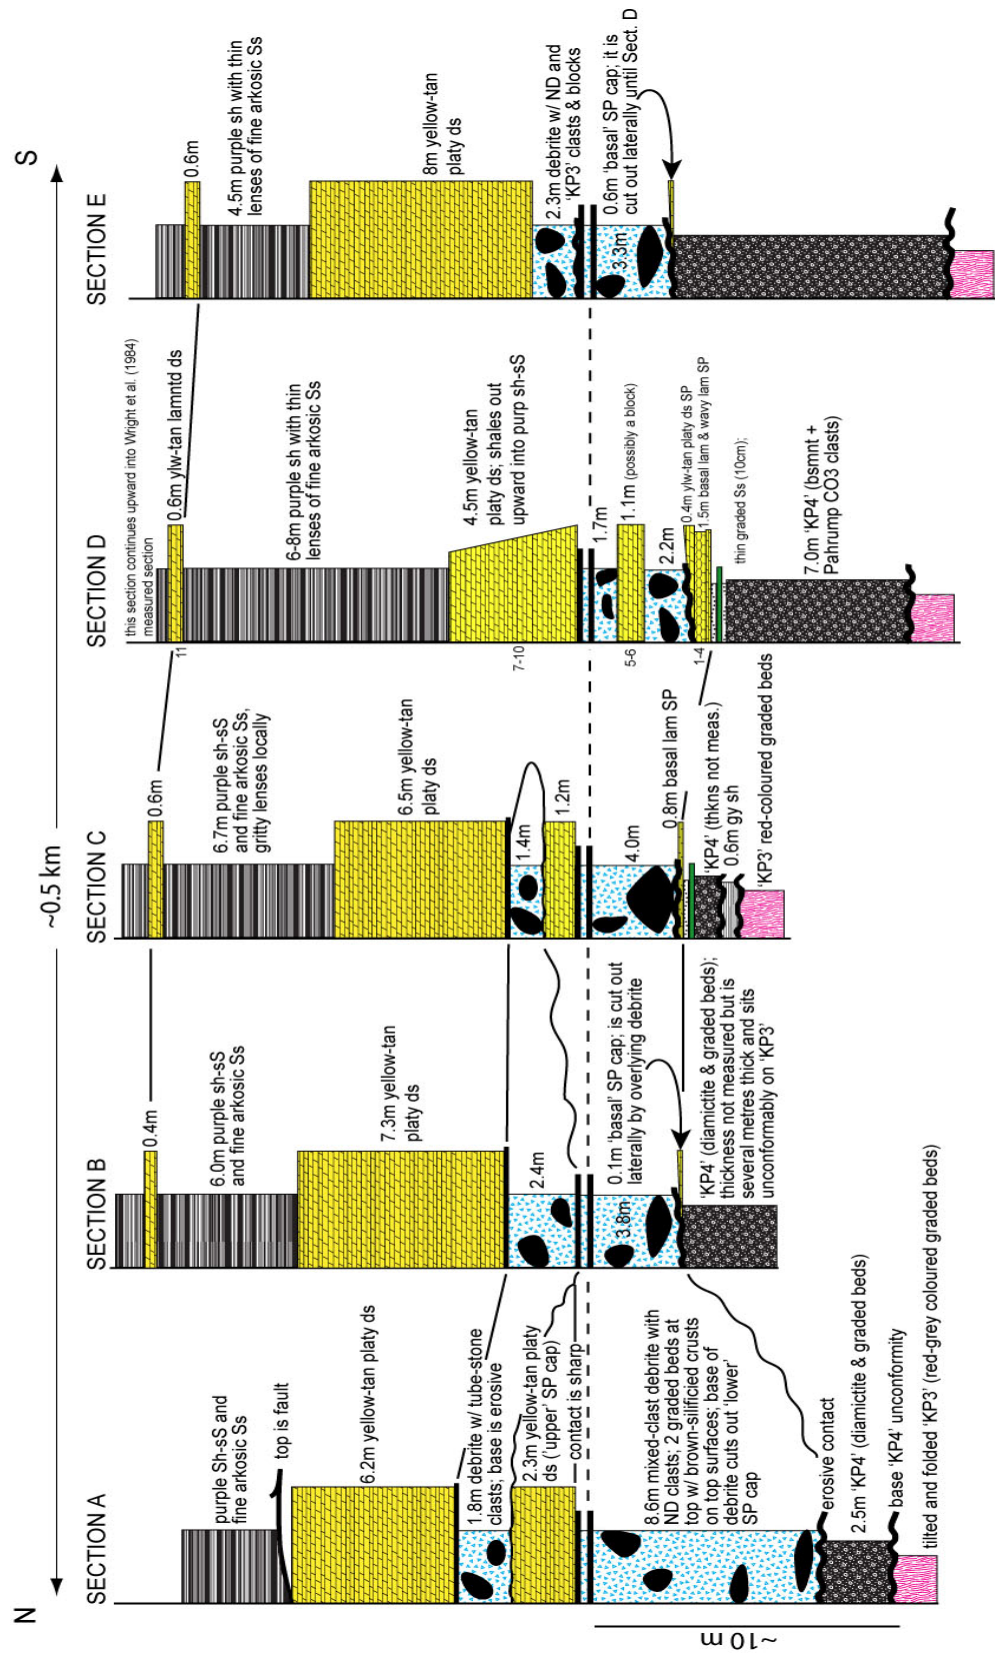 N
~0.5 km
S
SECTION A
purple Sh-sS and
fine arkosic Ss
top is fault
6.2m yellow-tan platy ds
1.8m debrite w/ tube-stone
clasts; base is erosive
2.3m yellow-tan platy
ds ('upper' SP cap)
contact is sharp
8.6m mixed-clast debrite with
ND clasts; 2 graded beds at
top w/ brown-silificied crusts
on top surfaces; base of
debrite cuts out 'lower'
SP cap
erosive contact
2.5m 'KP4' (diamictite & graded beds)
base 'KP4' unconformity
tilted and folded 'KP3' (red-grey coloured graded beds)
~10 m
SECTION B
0.4m
6.0m purple sh-sS
and fine arkosic Ss
7.3m yellow-tan
platy ds
2.4m
3.8m
0.1m 'basal' SP cap; is cut out
laterally by overlying debrite
'KP4' (diamictite & graded beds);
thickness not measured but is
several metres thick and sits
unconformably on 'KP3'
SECTION C
0.6m
6.7m purple sh-sS
and fine arkosic Ss,
gritty lenses locally
6.5m yellow-tan
platy ds
1.4m
1.2m
4.0m
0.8m basal lam SP
'KP4' (thkns not meas.)
0.6m gy sh
'KP3' red-coloured graded beds
SECTION D
this section continues upward into Wright et al. (1984)
measured section
0.6m ylw-tan lamntd ds
11
6-8m purple sh with thin
lenses of fine arkosic Ss
4.5m yellow-tan
platy ds; shales out
upward into purp sh-sS
7-10
1.7m
1.1m (possibly a block)
5-6
2.2m
0.4m ylw-tan platy ds SP
1.5m basal lam & wavy lam SP
1-4
thin graded Ss (10cm);
7.0m 'KP4' (bsmnt +
Pahrump CO3 clasts)
SECTION E
0.6m
4.5m purple sh with thin
lenses of fine arkosic Ss
8m yellow-tan
platy ds
2.3m debrite w/ ND and
'KP3' clasts & blocks
3.3m
0.6m 'basal' SP cap; it is
cut out laterally until Sect. D